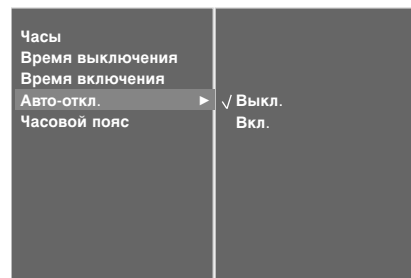 Часы
Время выключения
Время включения
Авто-откл. ► √ Выкл.
Часовой пояс Вкл.